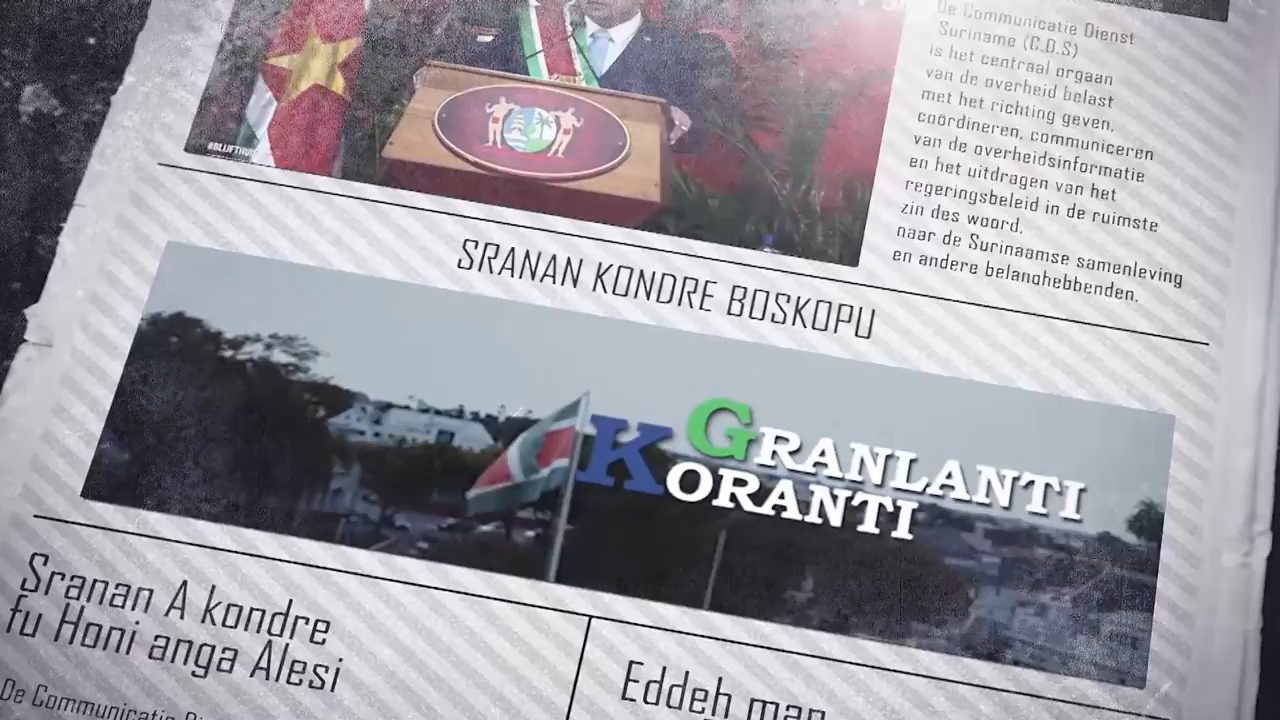 De Communicatie Dienst
Suriname (C.D.S)
is het centraal orgaan
van de overheid belast
met het richting geven,
coördineren, communiceren
van de overheidsinformatie
en het uitdragen van het
regeringsbeleid in de ruimste
zin des woord.
naar de Surinaamse samenleving
en andere belanghebbenden.
SRANAN KONDRE BOSKOPU
GRANLANTI
KORANTI
Sranan A kondre
fu Honi anga Alesi
De Communicatie
Eddeh man